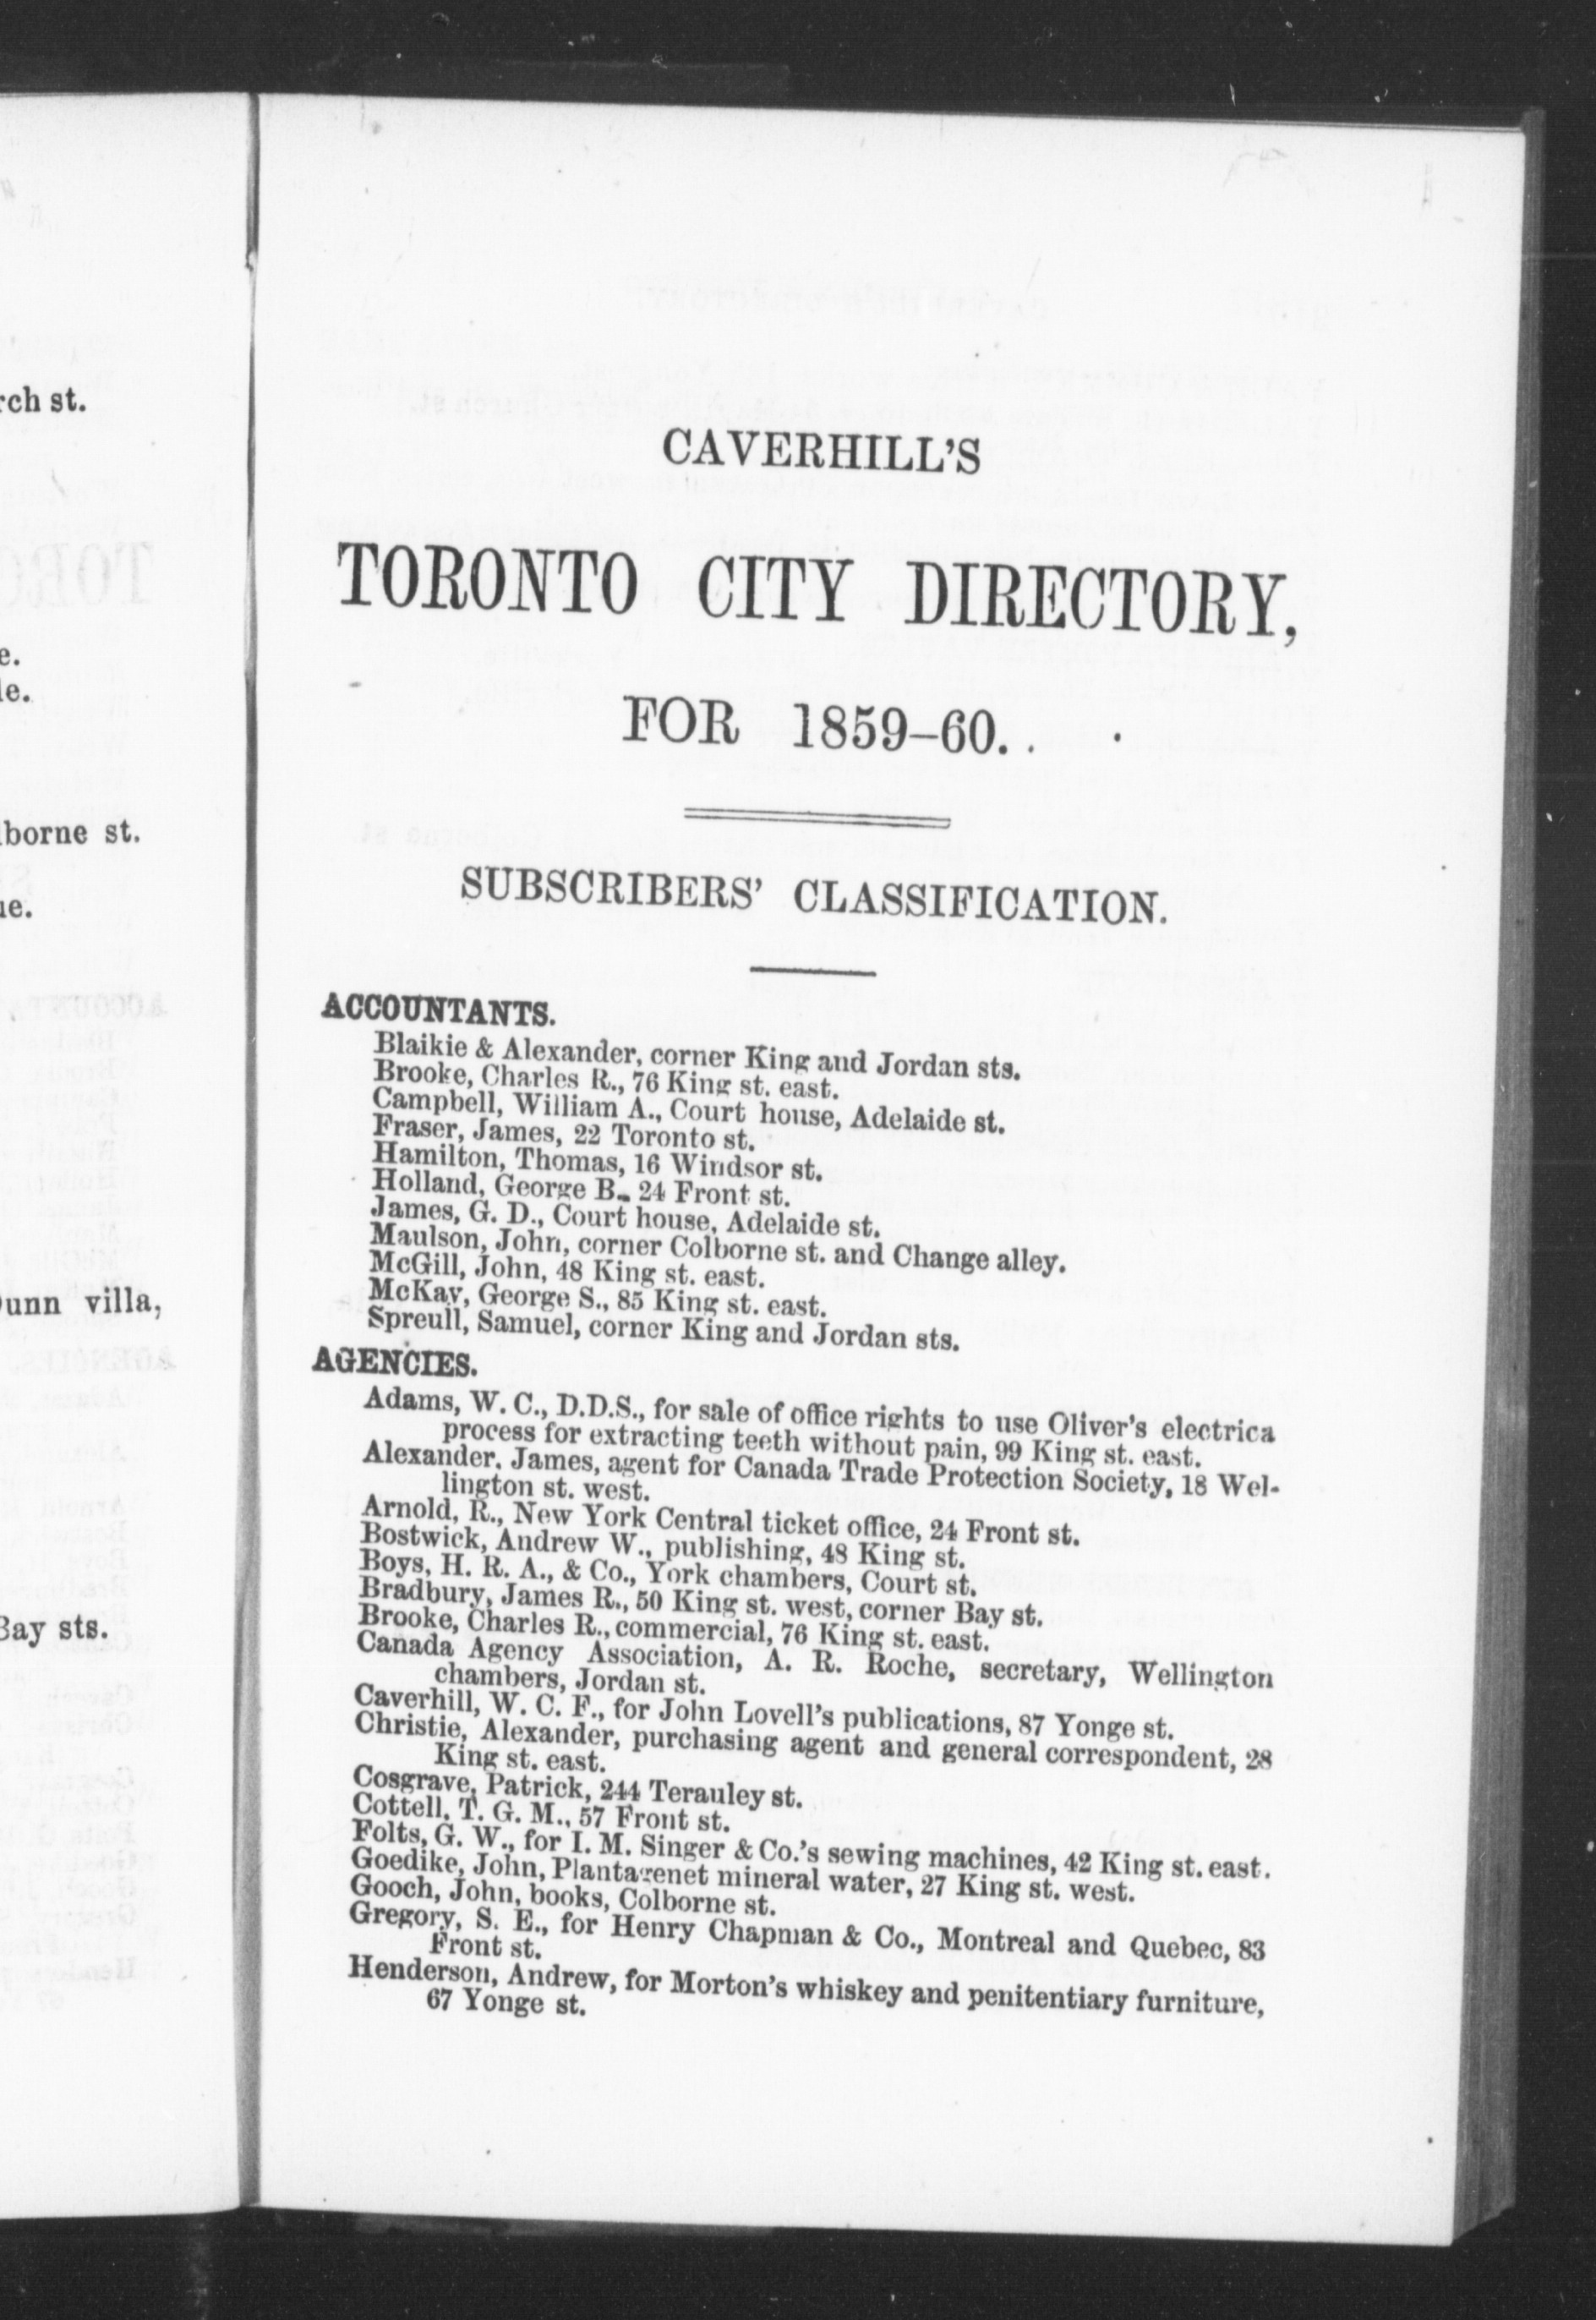 rch st.
e.
le.
lborne st.
ue.
unn villa,
Bay sts.
CAVERHILL'S
TORONTO CITY DIRECTORY,
FOR 1859–60.
SUBSCRIBERS' CLASSIFICATION.
ACCOUNTANTS.
Blaikie & Alexander, corner King and Jordan sts.
Brooke, Charles R., 76 King st. east.
Campbell, William A., Court house, Adelaide st.
Fraser, James, 22 Toronto st.
Hamilton, Thomas, 16 Windsor st.
Holland, George B., 24 Front st.
James, G. D., Court house, Adelaide st.
Maulson, John, corner Colborne st. and Change alley.
McGill, John, 48 King st. east.
McKay, George S., 85 King st. east.
Spreull, Samuel, corner King and Jordan sts.
AGENCIES.
Adams, W. C., D.D.S., for sale of office rights to use Oliver's electrica
process for extracting teeth without pain, 99 King st. east.
Alexander, James, agent for Canada Trade Protection Society, 18 Wel-
lington st. west.
Arnold, R., New York Central ticket office, 24 Front st.
Bostwick, Andrew W., publishing, 48 King st.
Boys, H. R. A., & Co., York chambers, Court st.
Bradbury, James R., 50 King st. west, corner Bay st.
Brooke, Charles R., commercial, 76 King st. east.
Canada Agency Association, A. R. Roche, secretary, Wellington
chambers, Jordan st.
Caverhill, W. C. F., for John Lovell's publications, 87 Yonge st.
Christie, Alexander, purchasing agent and general correspondent, 28
King st. east.
Cosgrave, Patrick, 244 Terauley st.
Cottell, T. G. M., 57 Front st.
Folts, G. W., for I. M. Singer & Co.'s sewing machines, 42 King st. east.
Goedike, John, Plantagenet mineral water, 27 King st. west.
Gooch, John, books, Colborne st.
Gregory, S. E., for Henry Chapman & Co., Montreal and Quebec, 83
Front st.
Henderson, Andrew, for Morton's whiskey and penitentiary furniture,
67 Yonge st.